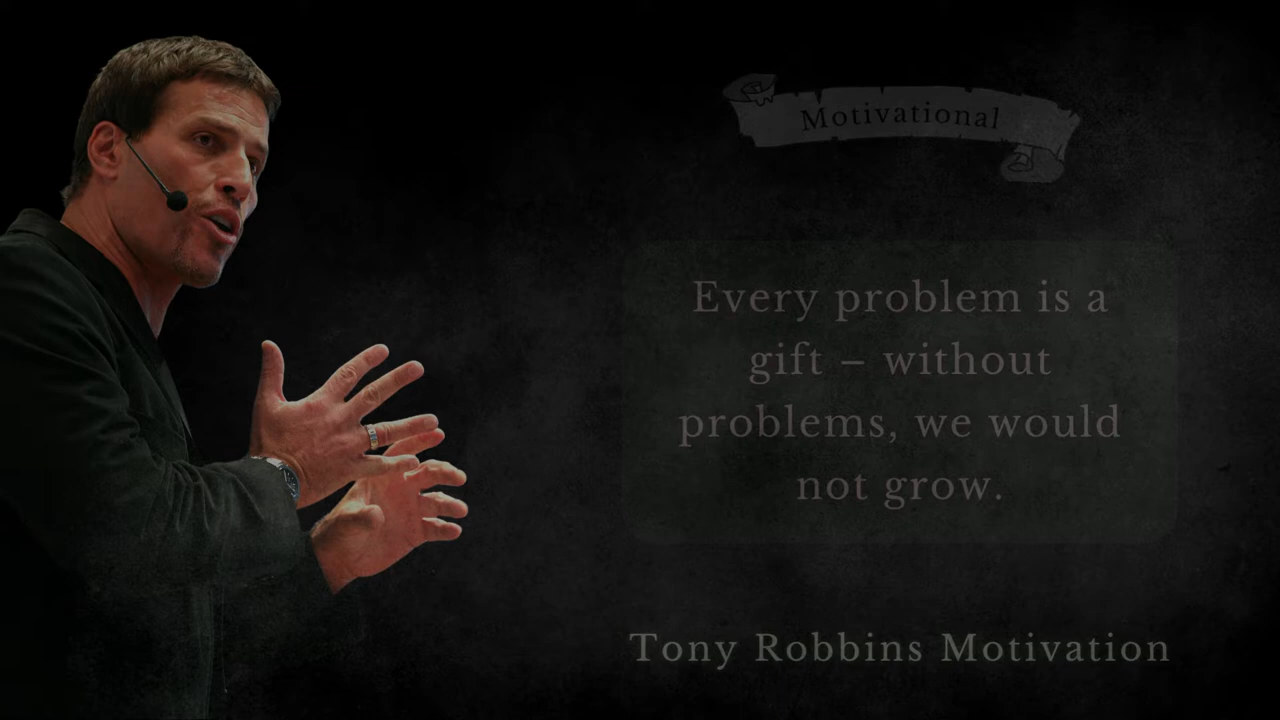 Motivational
Every problem is a
gift – without
problems, we would
not grow.
Tony Robbins Motivation